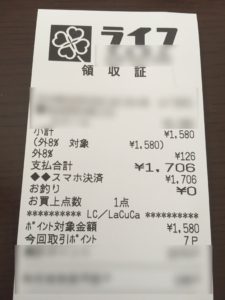 ライフ
領収証
小計 ¥1,580
(外8% 対象 ¥1,580)
外8% ¥126
支払合計 ¥1,706
◆◆スマホ決済 ¥1,706
お釣り ¥0
お買上点数 1点
********** LC/LaCuCa **********
ポイント対象金額 ¥1,580
今回取引ポイント 7P